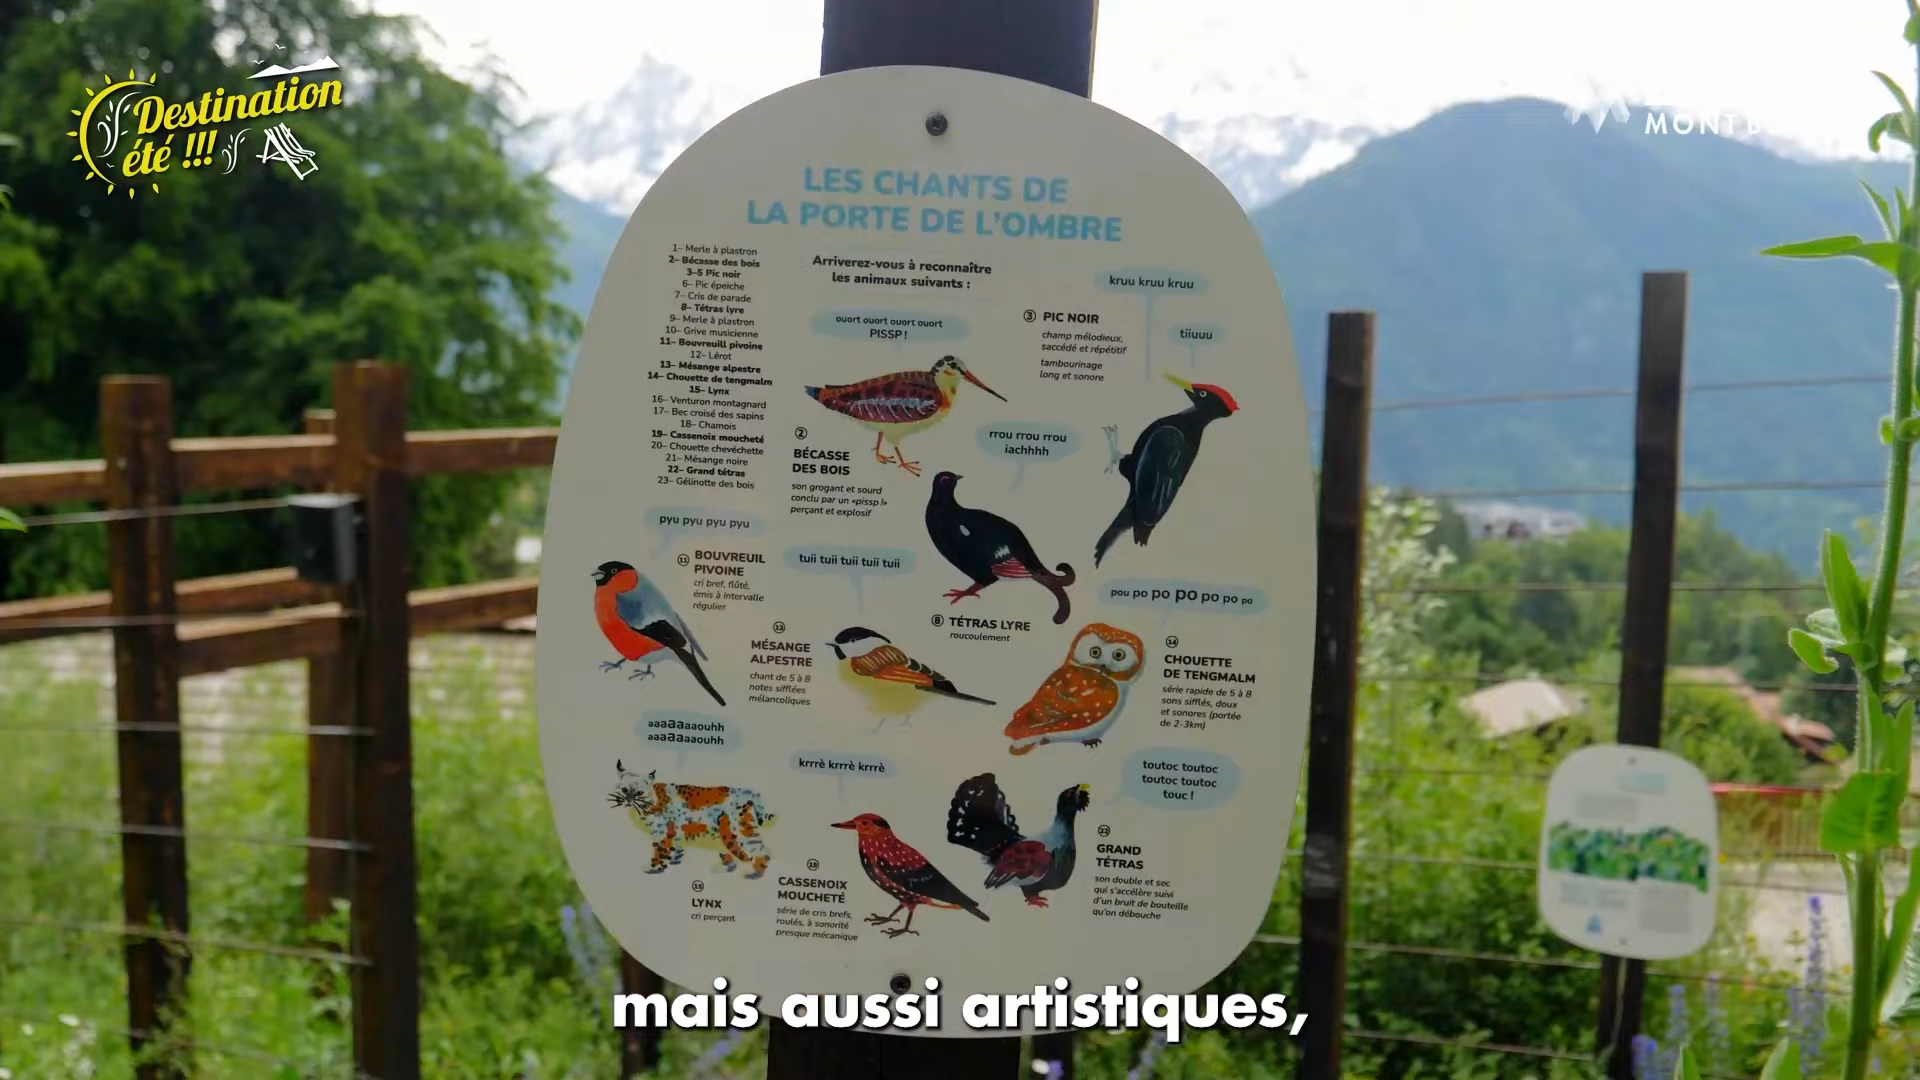 Destination
été !!!
MONT B
LES CHANTS DE
LA PORTE DE L'OMBRE
1- Merle à plastron
2- Bécasse des bois
3-5 Pic noir
6- Pic épeiche
7- Cris de parade
8- Tétras lyre
9- Merle à plastron
10- Grive musicienne
11- Bouvreuill pivoine
12- Lérot
13- Mésange alpestre
14- Chouette de tengmalm
15- Lynx
16- Venturon montagnard
17- Bec croisé des sapins
18- Chamois
19- Cassenoix moucheté
20- Chouette chevêchette
21- Mésange noire
22- Grand tétras
23- Gélinotte des bois
Arriverez-vous à reconnaître
les animaux suivants :
ouort ouort ouort ouort
PISSP !
2
BÉCASSE
DES BOIS
son grogant et sourd
conclu par un «pissp !»
perçant et explosif
kruu kruu kruu
3 PIC NOIR
champ mélodieux,
saccédé et répétitif
tambourinage
long et sonore
tiiuuu
rrou rrou rrou
iachhhh
8 TÉTRAS LYRE
roucoulement
pyu pyu pyu pyu
11 BOUVREUIL
PIVOINE
cri bref, flûté,
émis à intervalle
régulier
tuii tuii tuii tuii tuii
13
MÉSANGE
ALPESTRE
chant de 5 à 8
notes sifflées
mélancoliques
pou po po po po po po
14
CHOUETTE
DE TENGMALM
série rapide de 5 à 8
sons sifflés, doux
et sonores (portée
de 2-3km)
aaaaaaaouhh
aaaaaaaouhh
15
LYNX
cri perçant
krrrè krrrè krrrè
19
CASSENOIX
MOUCHETÉ
série de cris brefs,
roulés, à sonorité
presque mécanique
toutoc toutoc
toutoc toutoc
touc !
22
GRAND
TÉTRAS
son double et sec
qui s'accélère suivi
d'un bruit de bouteille
qu'on débouche
mais aussi artistiques,